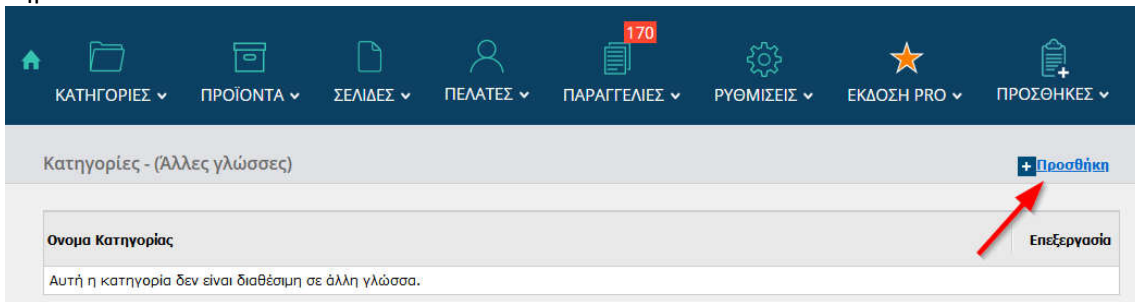 170
ΚΑΤΗΓΟΡΙΕΣ ΠΡΟΪΟΝΤΑ ΣΕΛΙΔΕΣ ΠΕΛΑΤΕΣ ΠΑΡΑΓΓΕΛΙΕΣ ΡΥΘΜΙΣΕΙΣ ΕΚΔΟΣΗ PRO ΠΡΟΣΘΗΚΕΣ
Κατηγορίες - (Άλλες γλώσσες) Προσθήκη
Ονομα Κατηγορίας Επεξεργασία
Αυτή η κατηγορία δεν είναι διαθέσιμη σε άλλη γλώσσα.